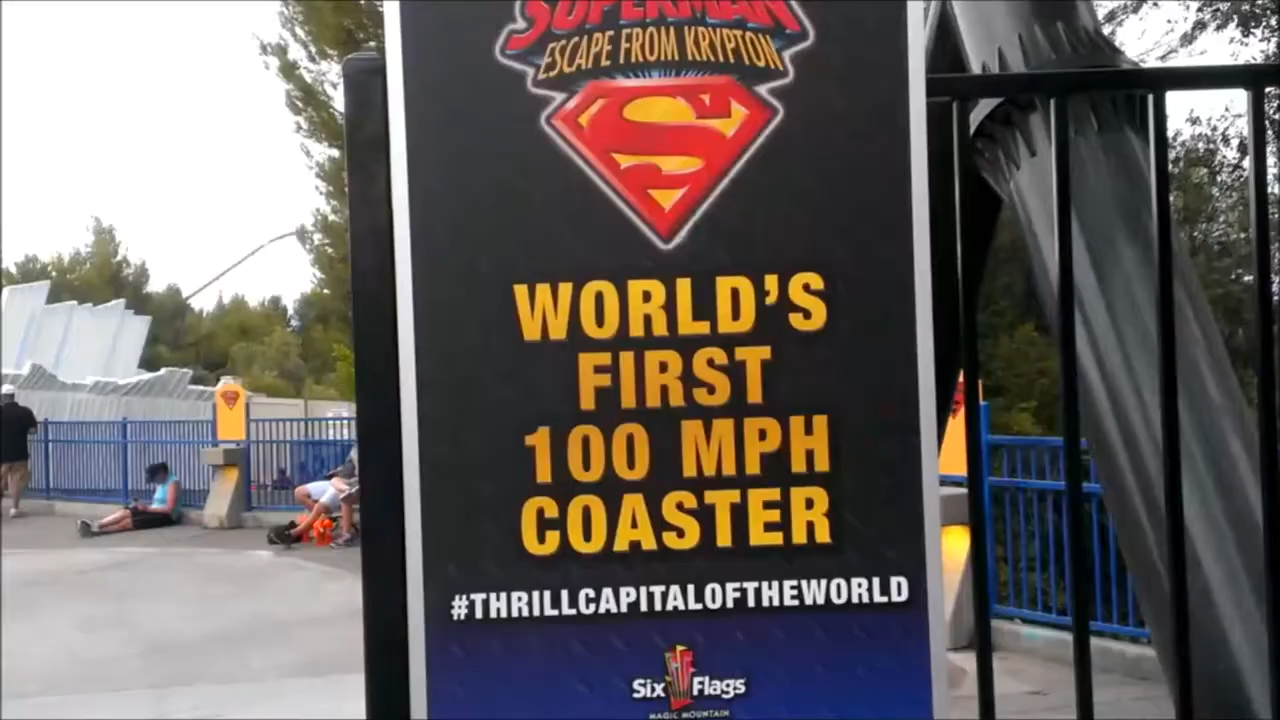 SUPERMAN
ESCAPE FROM KRYPTON
S
WORLD'S
FIRST
100 MPH
COASTER
#THRILLCAPITALOFTHEWORLD
Six Flags
MAGIC MOUNTAIN